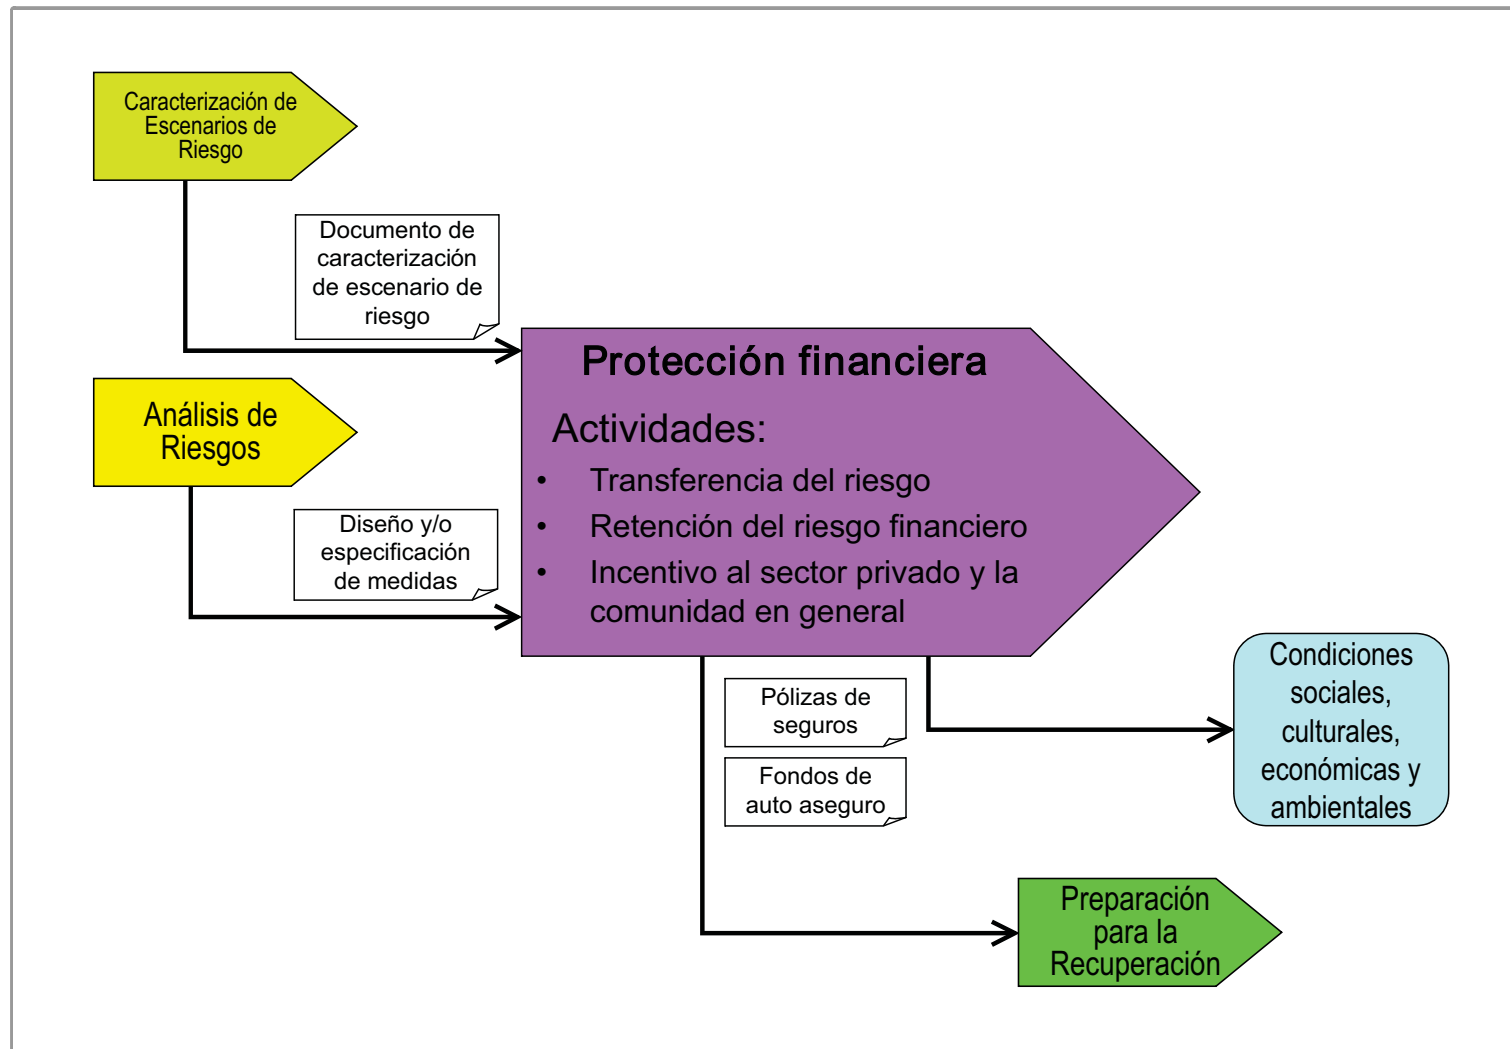 Caracterización de
Escenarios de
Riesgo
Documento de
caracterización
de escenario de
riesgo
Análisis de
Riesgos
Diseño y/o
especificación
de medidas
Protección financiera
Actividades:
• Transferencia del riesgo
• Retención del riesgo financiero
• Incentivo al sector privado y la
comunidad en general
Pólizas de
seguros
Fondos de
auto aseguro
Condiciones
sociales,
culturales,
económicas y
ambientales
Preparación
para la
Recuperación